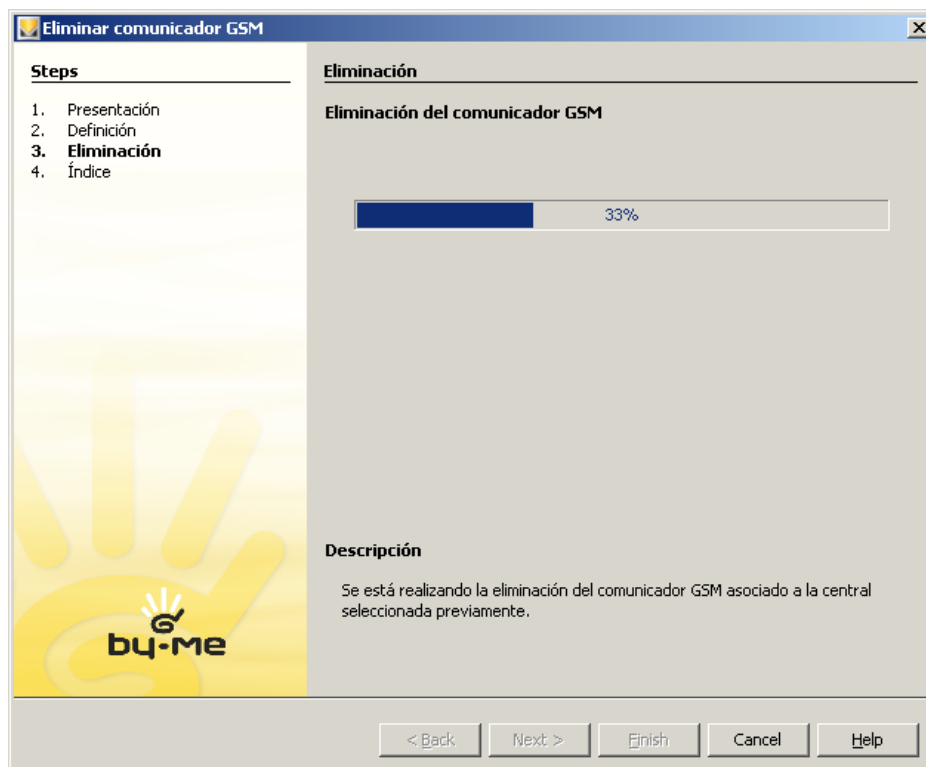 Eliminar comunicador GSM
Steps
1. Presentación
2. Definición
3. Eliminación
4. Índice
by-me
Eliminación
Eliminación del comunicador GSM
33%
Descripción
Se está realizando la eliminación del comunicador GSM asociado a la central
seleccionada previamente.
< Back
Next >
Finish
Cancel
Help